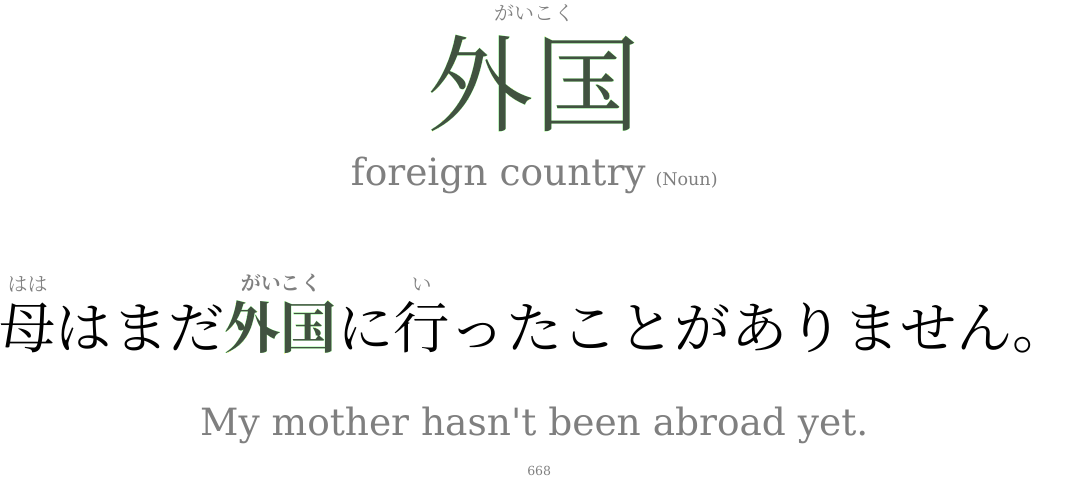 がいこく
外国
foreign country (Noun)
はは がいこく い
母はまだ外国に行ったことがありません。
My mother hasn't been abroad yet.
668